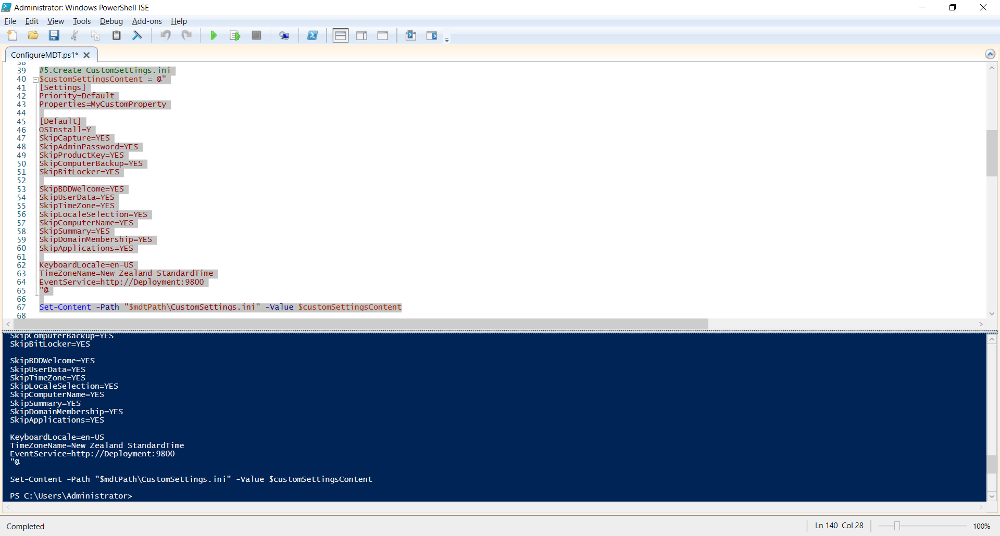 Administrator: Windows PowerShell ISE
File Edit View Tools Debug Add-ons Help
ConfigureMDT.ps1*
38
39 #5.Create CustomSettings.ini
40 $customSettingsContent = @"
41 [Settings]
42 Priority=Default
43 Properties=MyCustomProperty
44
45 [Default]
46 OSInstall=Y
47 SkipCapture=YES
48 SkipAdminPassword=YES
49 SkipProductKey=YES
50 SkipComputerBackup=YES
51 SkipBitLocker=YES
52
53 SkipBDDWelcome=YES
54 SkipUserData=YES
55 SkipTimeZone=YES
56 SkipLocaleSelection=YES
57 SkipComputerName=YES
58 SkipSummary=YES
59 SkipDomainMembership=YES
60 SkipApplications=YES
61
62 KeyboardLocale=en-US
63 TimeZoneName=New Zealand StandardTime
64 EventService=http://Deployment:9800
65 "@
66
67 Set-Content -Path "$mdtPath\CustomSettings.ini" -Value $customSettingsContent
68
SkipComputerBackup=YES
SkipBitLocker=YES
SkipBDDWelcome=YES
SkipUserData=YES
SkipTimeZone=YES
SkipLocaleSelection=YES
SkipComputerName=YES
SkipSummary=YES
SkipDomainMembership=YES
SkipApplications=YES
KeyboardLocale=en-US
TimeZoneName=New Zealand StandardTime
EventService=http://Deployment:9800
"@
Set-Content -Path "$mdtPath\CustomSettings.ini" -Value $customSettingsContent
PS C:\Users\Administrator>
Completed
Ln 140 Col 28
100%